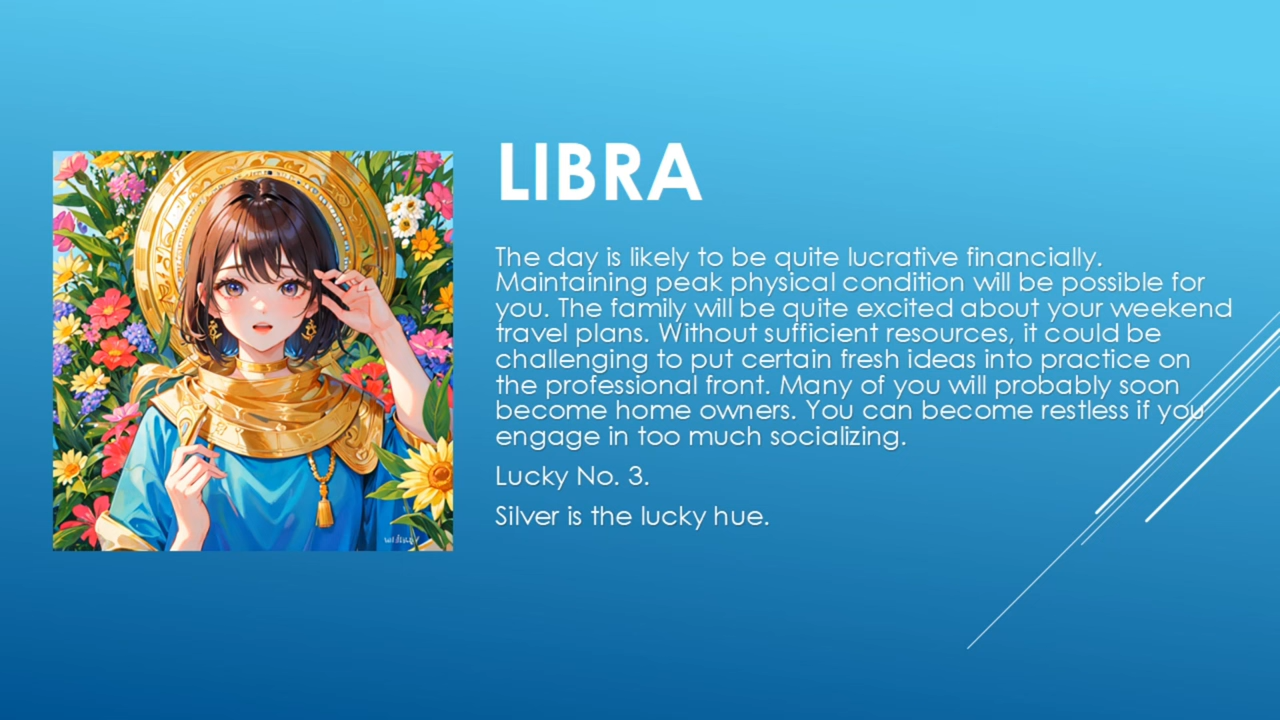 LIBRA
The day is likely to be quite lucrative financially.
Maintaining peak physical condition will be possible for
you. The family will be quite excited about your weekend
travel plans. Without sufficient resources, it could be
challenging to put certain fresh ideas into practice on
the professional front. Many of you will probably soon
become home owners. You can become restless if you
engage in too much socializing.
Lucky No. 3.
Silver is the lucky hue.